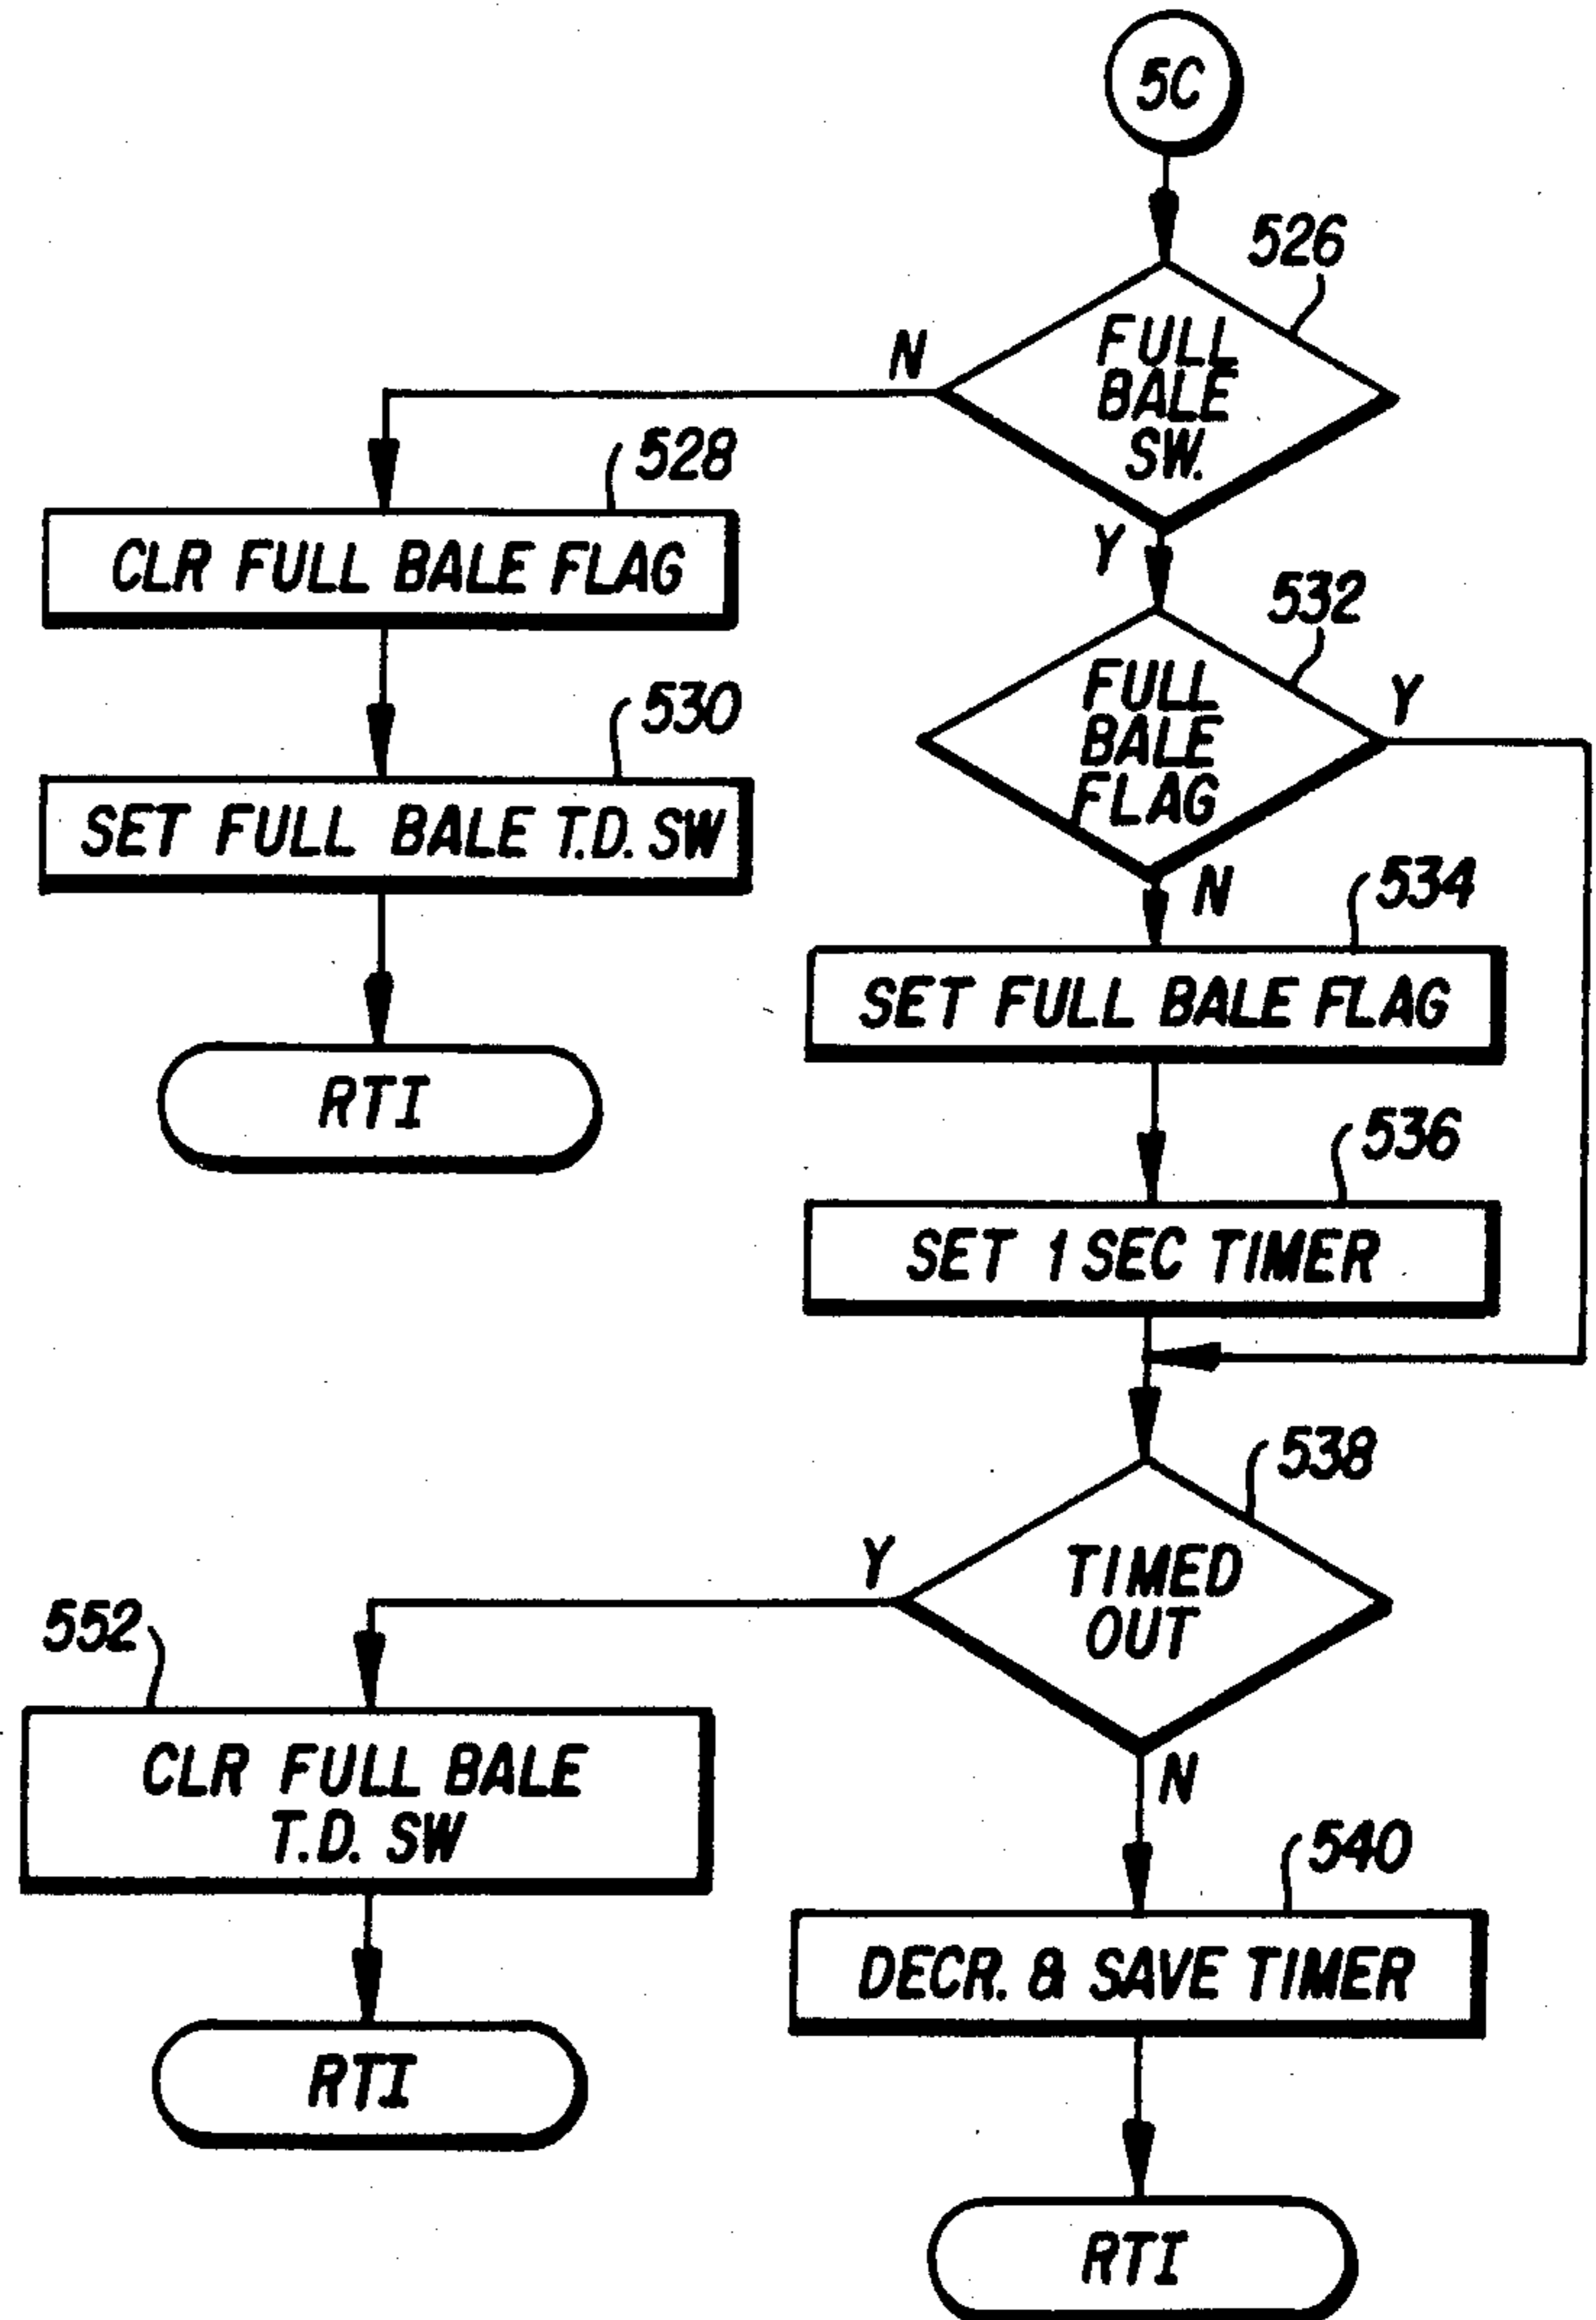 5C
526
FULL
BALE
SW.
N
Y
528
CLR FULL BALE FLAG
530
SET FULL BALE T.D. SW
RTI
532
FULL
BALE
FLAG
Y
N
534
SET FULL BALE FLAG
536
SET 1 SEC TIMER
538
TIMED
OUT
Y
N
552
CLR FULL BALE
T.D. SW
RTI
540
DECR. & SAVE TIMER
RTI